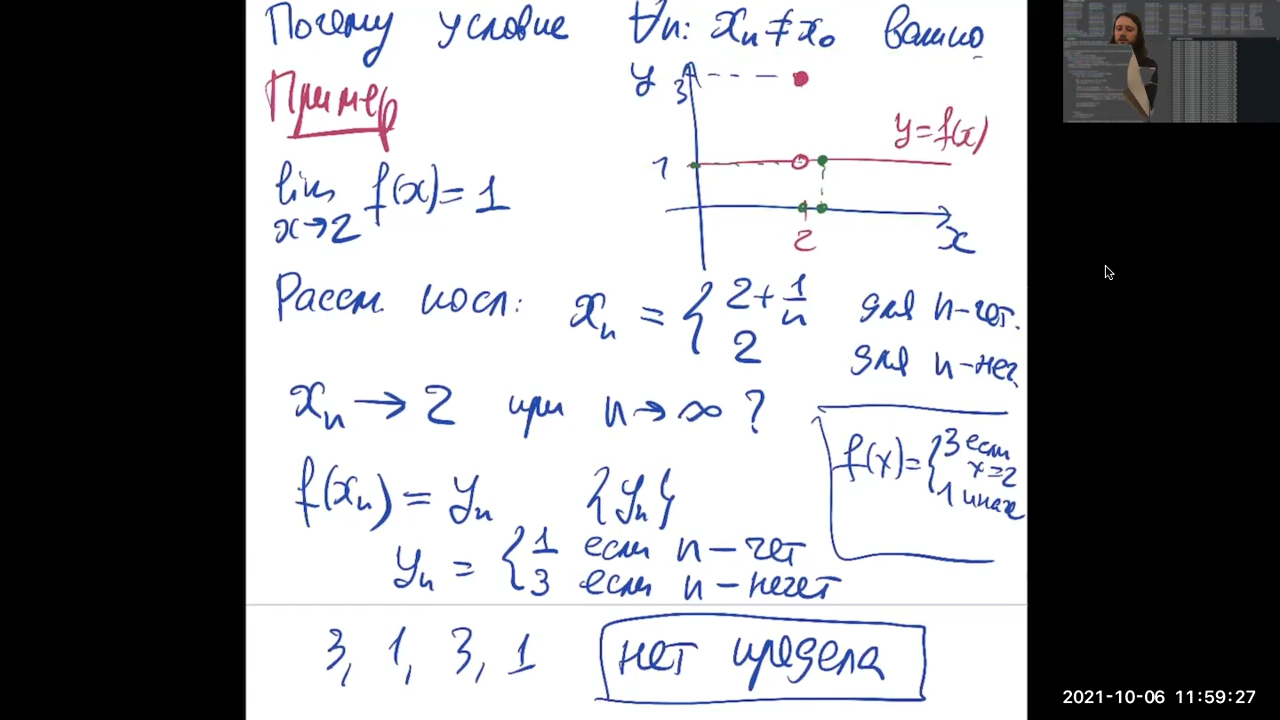 Почему условие ∀n: xₙ ≠ x₀ важно
Пример
y
3
y=f(x)
1
2
x
lim f(x) = 1
x→2
Рассм. посл: xₙ = { 2+1/n для n-чет.
2 для n-неч
xₙ → 2 при n→∞ ?
f(x)= { 3 если
x=2
1 иначе
f(xₙ) = yₙ {yₙ}
yₙ = { 1 если n – чет
3 если n – нечет
3, 1, 3, 1 нет предела
2021-10-06 11:59:27